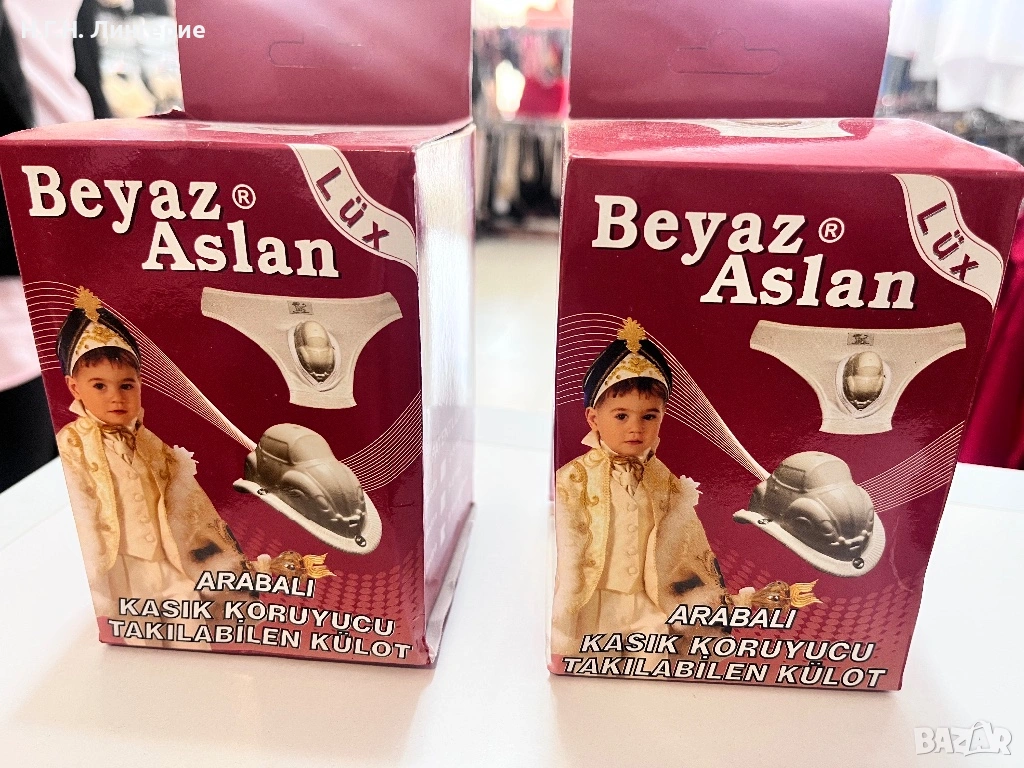 Beyaz ®
Aslan
Lüx
ARABALI
KASIK KORUYUCU
TAKILABİLEN KÜLOT
Beyaz ®
Aslan
Lüx
ARABALI
KASIK KORUYUCU
TAKILABİLEN KÜLOT
BAZAR